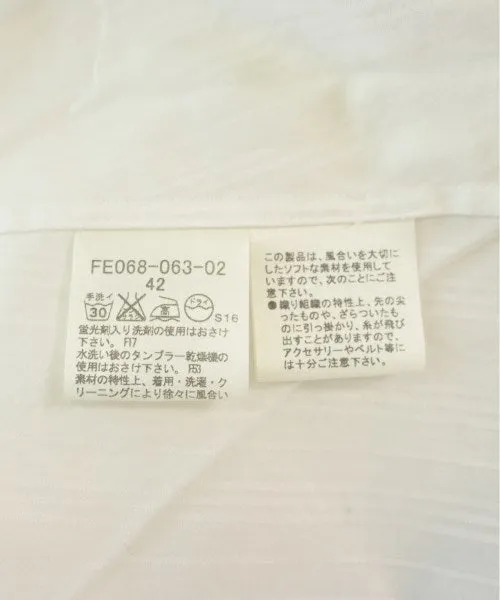 FE068-063-02
42
手洗イ
30
エンソサラシ
中
ドライ
S16
蛍光剤入り洗剤の使用はおさけ
下さい。F17
水洗い後のタンブラー乾燥機の
使用はおさけ下さい。F53
素材の特性上、着用・洗濯・ク
リーニングにより徐々に風合い
この製品は、風合いを大切に
したソフトな素材を使用して
いますので、次のことにご注
意下さい。
●織り組織の特性上、先の尖
ったものや、ざらついたも
のに引っ掛かり、糸が飛び
出すことがありますので、
アクセサリーやベルト等に
は十分ご注意下さい。